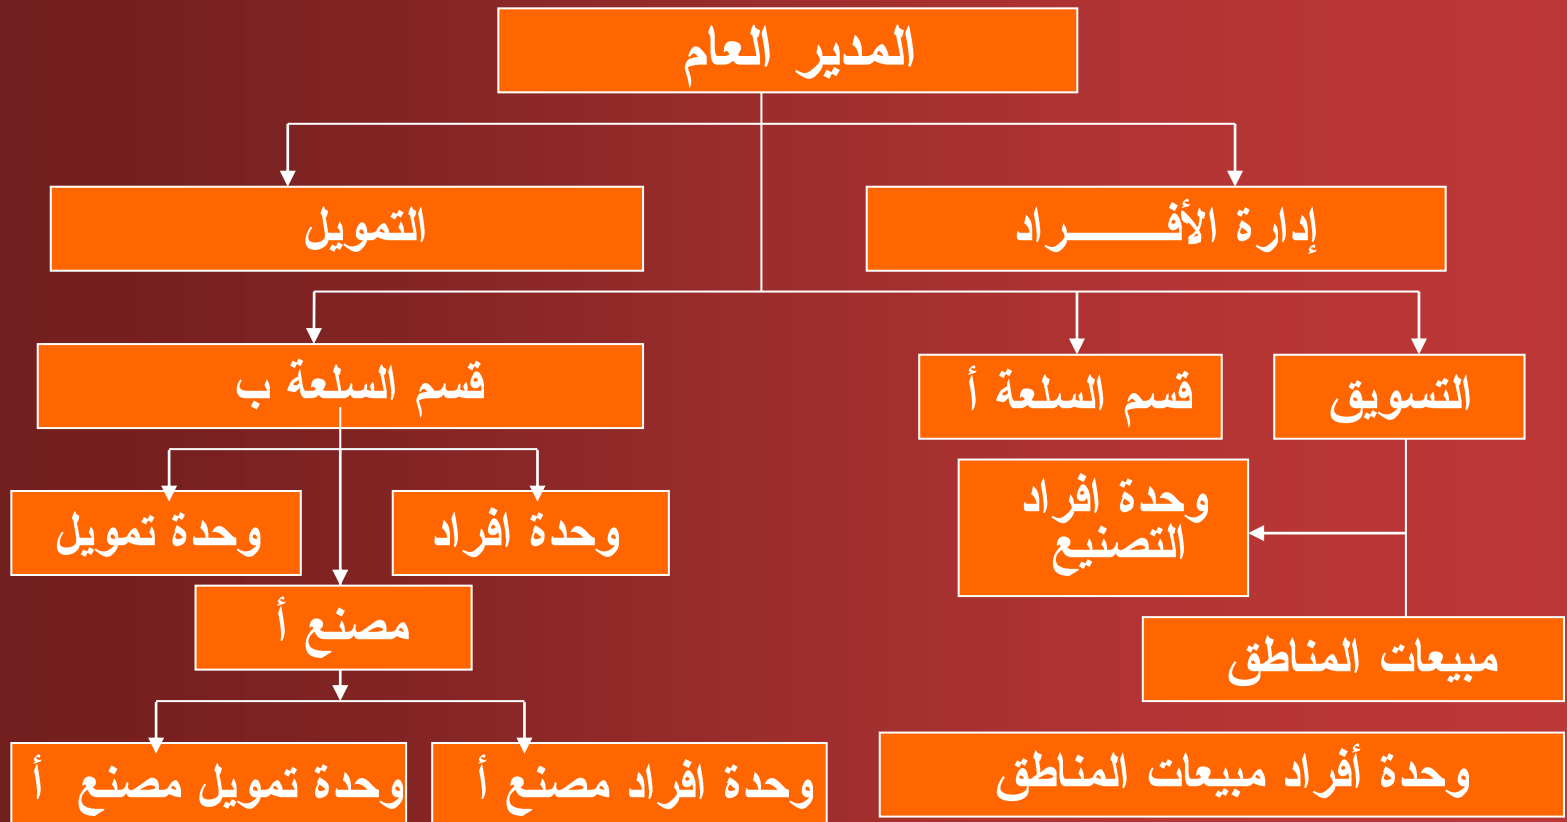 المدير العام
إدارة الأفـــــــراد
التمويل
التسويق
قسم السلعة أ
قسم السلعة ب
وحدة افراد
التصنيع
وحدة افراد
وحدة تمويل
مصنع أ
مبيعات المناطق
وحدة أفراد مبيعات المناطق
وحدة افراد مصنع أ
وحدة تمويل مصنع أ